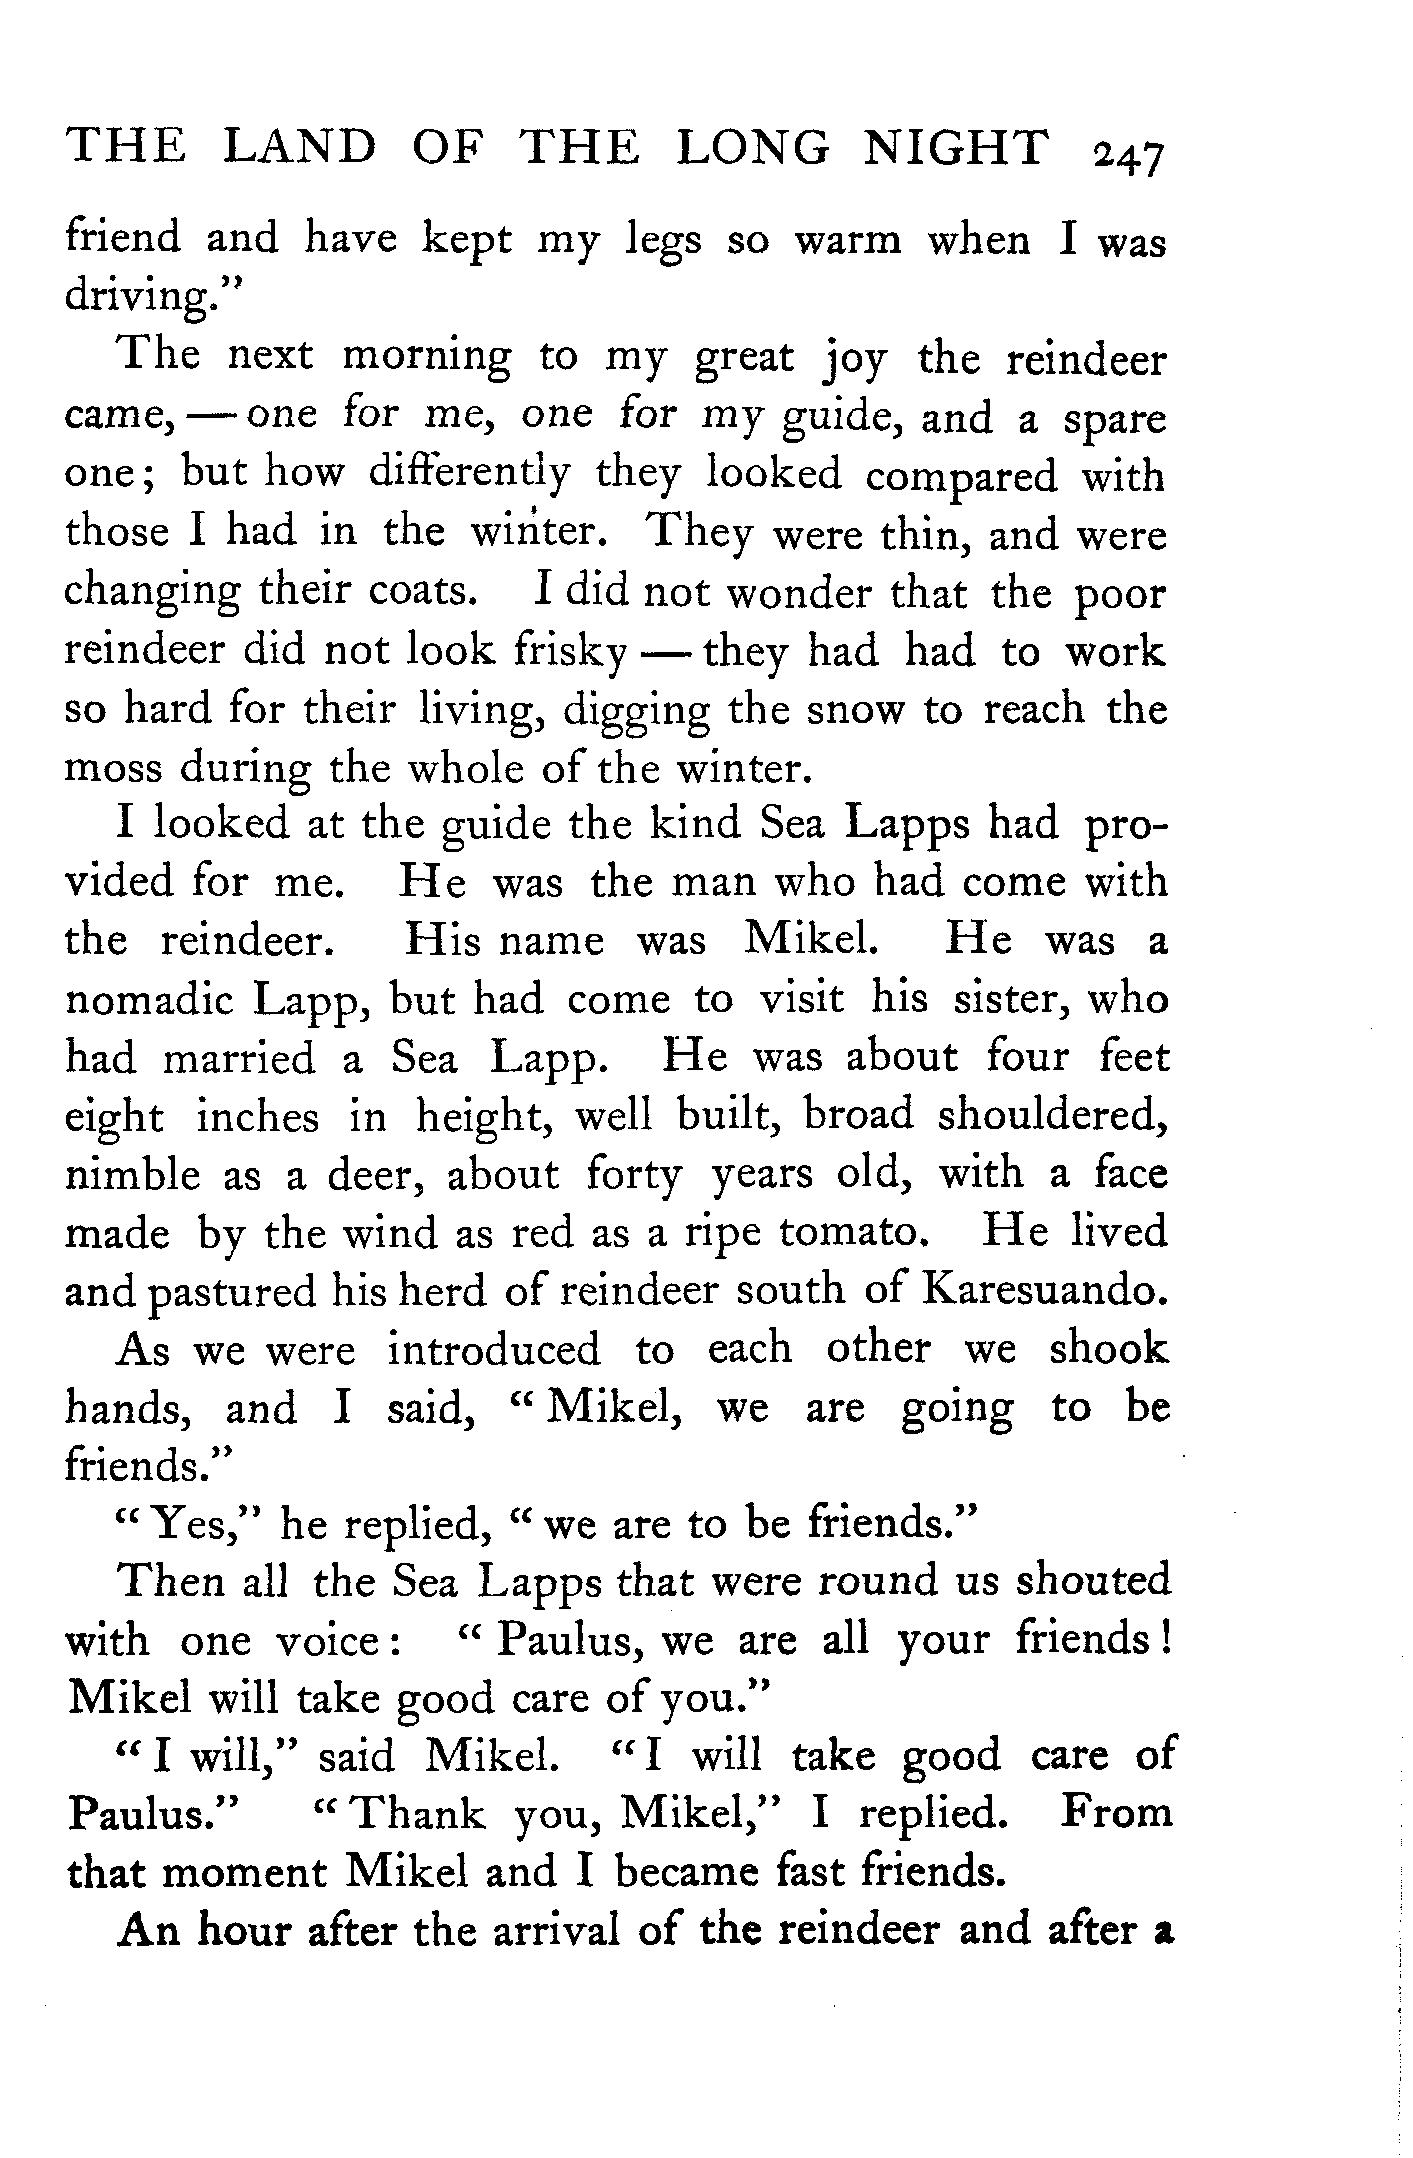 THE LAND OF THE LONG NIGHT 247
friend and have kept my legs so warm when I was
driving."
The next morning to my great joy the reindeer
came, — one for me, one for my guide, and a spare
one; but how differently they looked compared with
those I had in the winter. They were thin, and were
changing their coats. I did not wonder that the poor
reindeer did not look frisky — they had had to work
so hard for their living, digging the snow to reach the
moss during the whole of the winter.
I looked at the guide the kind Sea Lapps had pro-
vided for me. He was the man who had come with
the reindeer. His name was Mikel. He was a
nomadic Lapp, but had come to visit his sister, who
had married a Sea Lapp. He was about four feet
eight inches in height, well built, broad shouldered,
nimble as a deer, about forty years old, with a face
made by the wind as red as a ripe tomato. He lived
and pastured his herd of reindeer south of Karesuando.
As we were introduced to each other we shook
hands, and I said, "Mikel, we are going to be
friends."
"Yes," he replied, "we are to be friends."
Then all the Sea Lapps that were round us shouted
with one voice: "Paulus, we are all your friends!
Mikel will take good care of you."
"I will," said Mikel. "I will take good care of
Paulus." "Thank you, Mikel," I replied. From
that moment Mikel and I became fast friends.
An hour after the arrival of the reindeer and after a